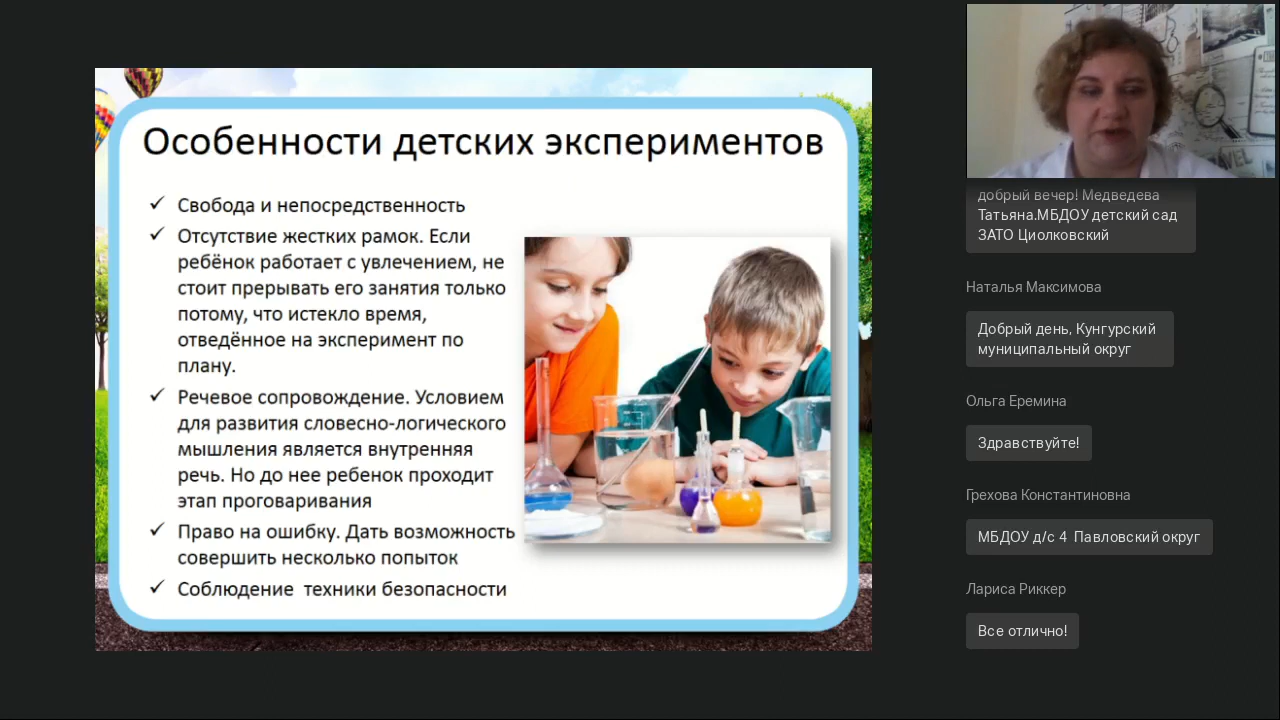 Особенности детских экспериментов
✓ Свобода и непосредственность
✓ Отсутствие жестких рамок. Если
ребёнок работает с увлечением, не
стоит прерывать его занятия только
потому, что истекло время,
отведённое на эксперимент по
плану.
✓ Речевое сопровождение. Условием
для развития словесно-логического
мышления является внутренняя
речь. Но до нее ребенок проходит
этап проговаривания
✓ Право на ошибку. Дать возможность
совершить несколько попыток
✓ Соблюдение  техники безопасности
TRAVEL
добрый вечер! Медведева
Татьяна.МБДОУ детский сад
ЗАТО Циолковский
Наталья Максимова
Добрый день, Кунгурский
муниципальный округ
Ольга Еремина
Здравствуйте!
Грехова Константиновна
МБДОУ д/с 4  Павловский округ
Лариса Риккер
Все отлично!